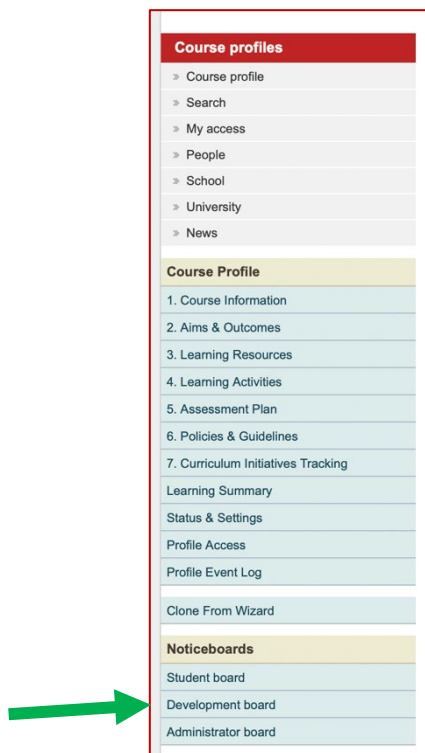 Course profiles
» Course profile
» Search
» My access
» People
» School
» University
» News
Course Profile
1. Course Information
2. Aims & Outcomes
3. Learning Resources
4. Learning Activities
5. Assessment Plan
6. Policies & Guidelines
7. Curriculum Initiatives Tracking
Learning Summary
Status & Settings
Profile Access
Profile Event Log
Clone From Wizard
Noticeboards
Student board
Development board
Administrator board